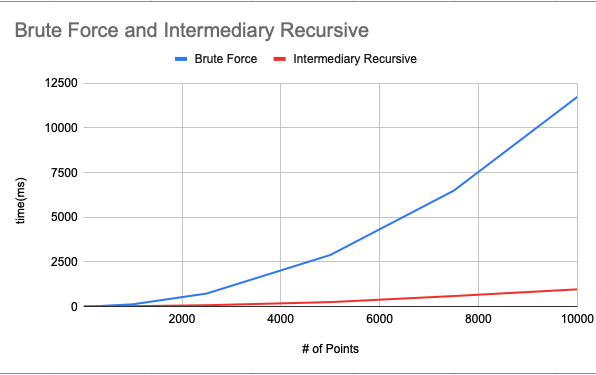 Brute Force and Intermediary Recursive
Brute Force Intermediary Recursive
12500
10000
7500
5000
2500
0
time(ms)
2000 4000 6000 8000 10000
# of Points